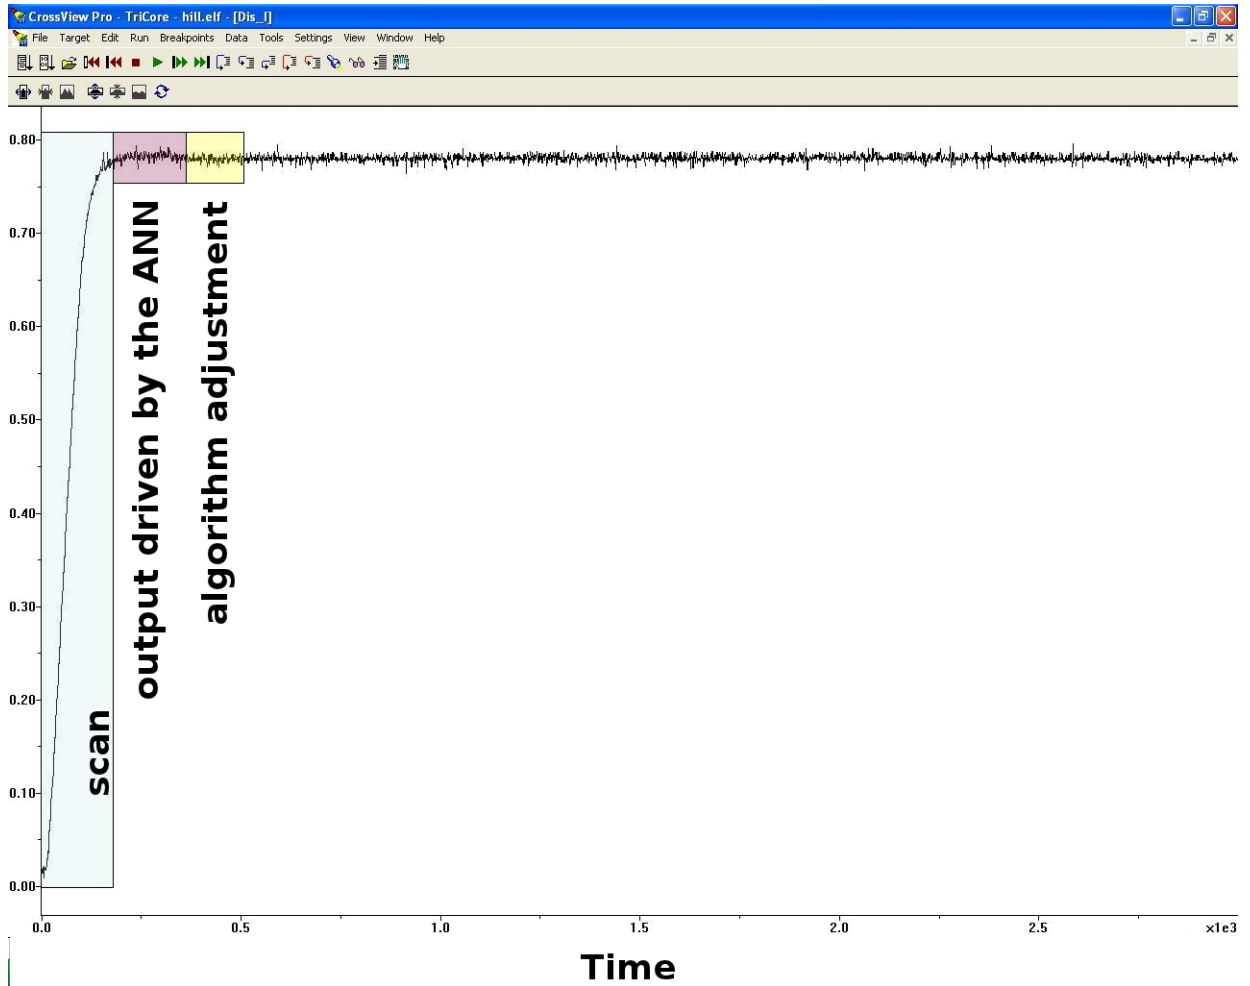 CrossView Pro - TriCore - hill.elf - [Dis_I]
File Target Edit Run Breakpoints Data Tools Settings View Window Help
0.80
0.70
0.60
0.50
0.40
0.30
0.20
0.10
0.00
scan
output driven by the ANN
algorithm adjustment
0.0 0.5 1.0 1.5 2.0 2.5 ×1e3
Time